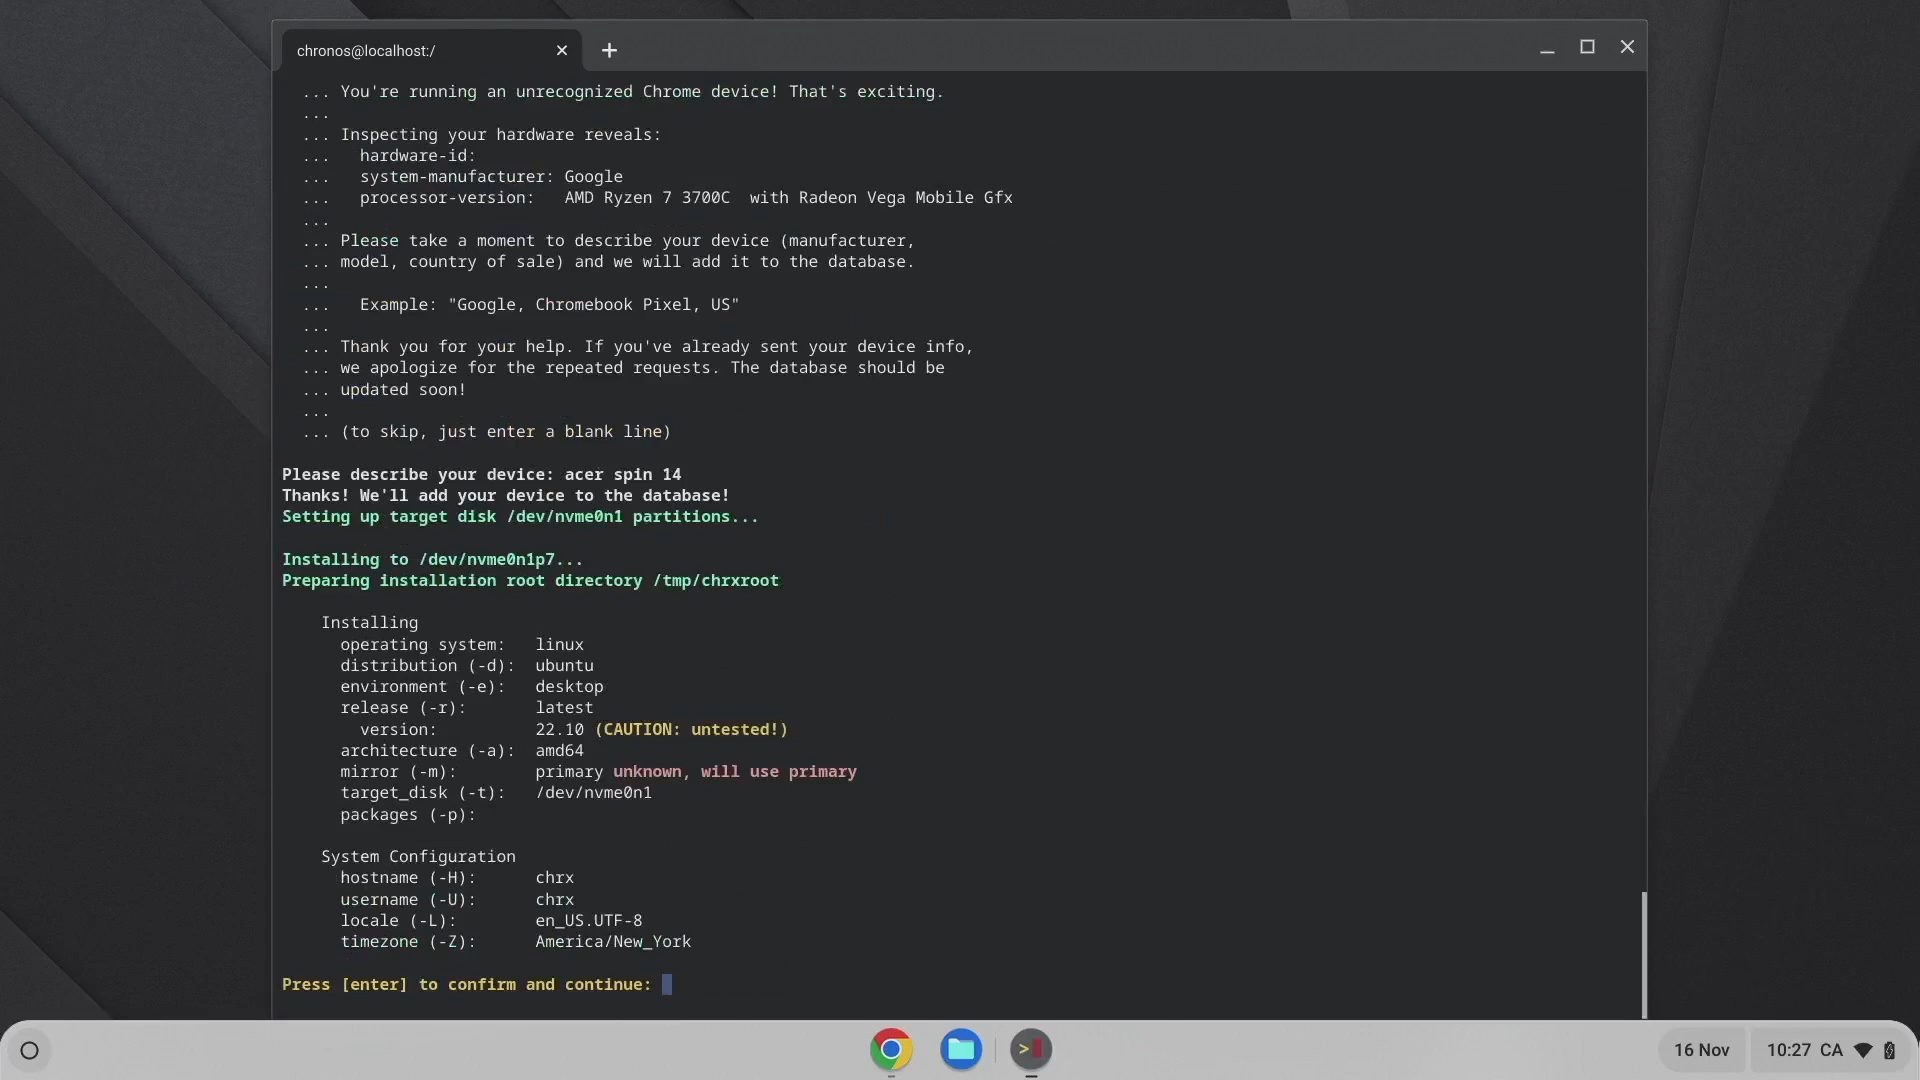 chronos@localhost:/
... You're running an unrecognized Chrome device! That's exciting.
...
... Inspecting your hardware reveals:
...   hardware-id:
...   system-manufacturer: Google
...   processor-version:   AMD Ryzen 7 3700C  with Radeon Vega Mobile Gfx
...
... Please take a moment to describe your device (manufacturer,
... model, country of sale) and we will add it to the database.
...
...   Example: "Google, Chromebook Pixel, US"
...
... Thank you for your help. If you've already sent your device info,
... we apologize for the repeated requests. The database should be
... updated soon!
...
... (to skip, just enter a blank line)
Please describe your device: acer spin 14
Thanks! We'll add your device to the database!
Setting up target disk /dev/nvme0n1 partitions...
Installing to /dev/nvme0n1p7...
Preparing installation root directory /tmp/chrxroot
Installing
operating system:   linux
distribution (-d):  ubuntu
environment (-e):   desktop
release (-r):       latest
version:            22.10 (CAUTION: untested!)
architecture (-a):  amd64
mirror (-m):        primary unknown, will use primary
target_disk (-t):   /dev/nvme0n1
packages (-p):
System Configuration
hostname (-H):      chrx
username (-U):      chrx
locale (-L):        en_US.UTF-8
timezone (-Z):      America/New_York
Press [enter] to confirm and continue:
16 Nov 10:27 CA